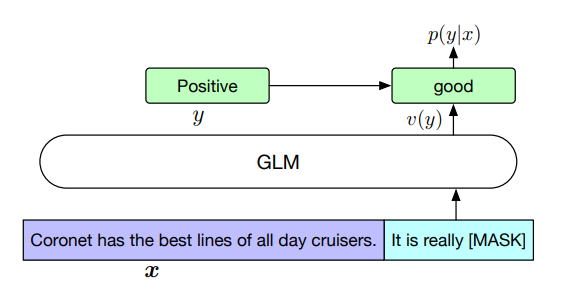 p(y|x)
Positive
good
y
v(y)
GLM
Coronet has the best lines of all day cruisers.
It is really [MASK]
x